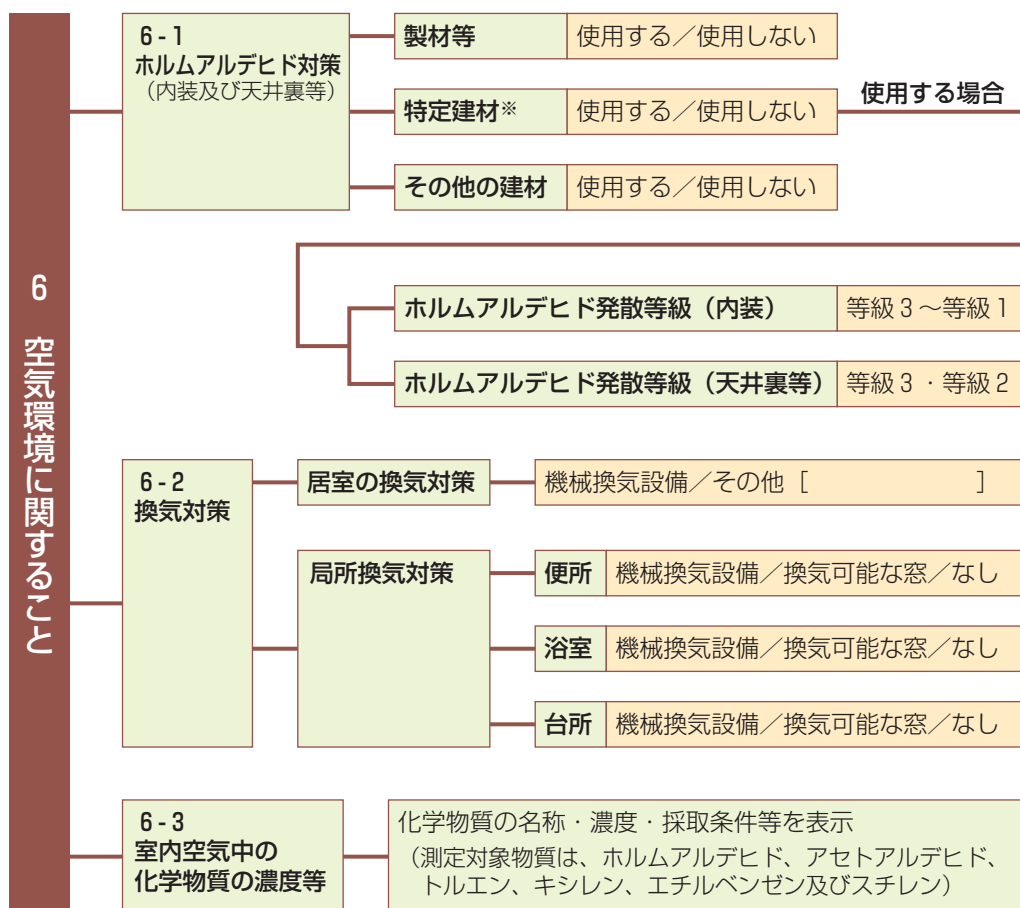 6 空気環境に関すること
6-1
ホルムアルデヒド対策
（内装及び天井裏等）
製材等 使用する／使用しない
特定建材※ 使用する／使用しない 使用する場合
その他の建材 使用する／使用しない
ホルムアルデヒド発散等級（内装） 等級3～等級1
ホルムアルデヒド発散等級（天井裏等） 等級3・等級2
6-2
換気対策
居室の換気対策 機械換気設備／その他［ ］
局所換気対策
便所 機械換気設備／換気可能な窓／なし
浴室 機械換気設備／換気可能な窓／なし
台所 機械換気設備／換気可能な窓／なし
6-3
室内空気中の
化学物質の濃度等
化学物質の名称・濃度・採取条件等を表示
（測定対象物質は、ホルムアルデヒド、アセトアルデヒド、
トルエン、キシレン、エチルベンゼン及びスチレン）